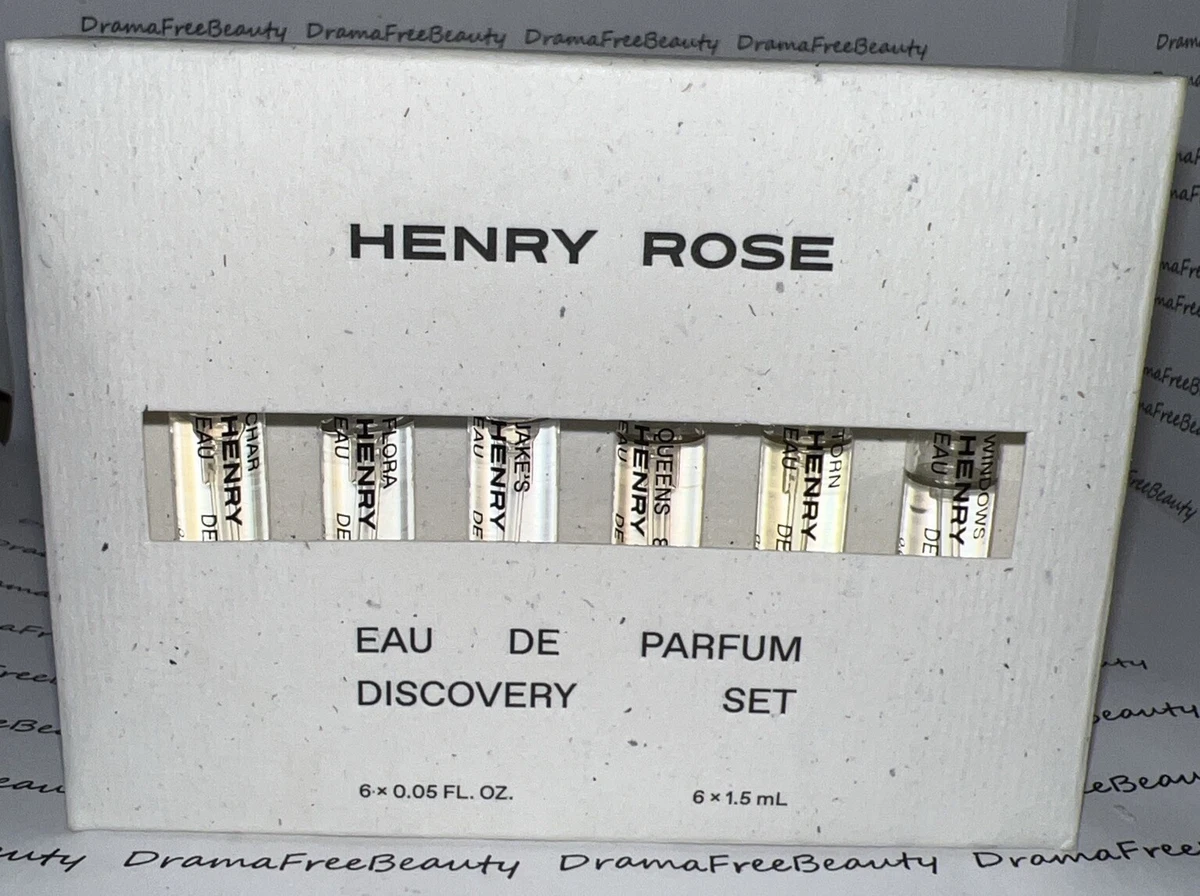 DramaFreeBeauty DramaFreeBeauty DramaFreeBeauty DramaFreeBeauty
HENRY ROSE
CHAR
HENRY
EAU DE
FLORA
HENRY
EAU DE
JAKE'S
HENRY
EAU DE
QUEENS &
HENRY
EAU DE
TORN
HENRY
EAU DE
WINDOWS
HENRY
EAU DE
EAU DE PARFUM
DISCOVERY SET
6 × 0.05 FL. OZ. 6 × 1.5 mL
DramaFreeBeauty DramaFreeBeauty